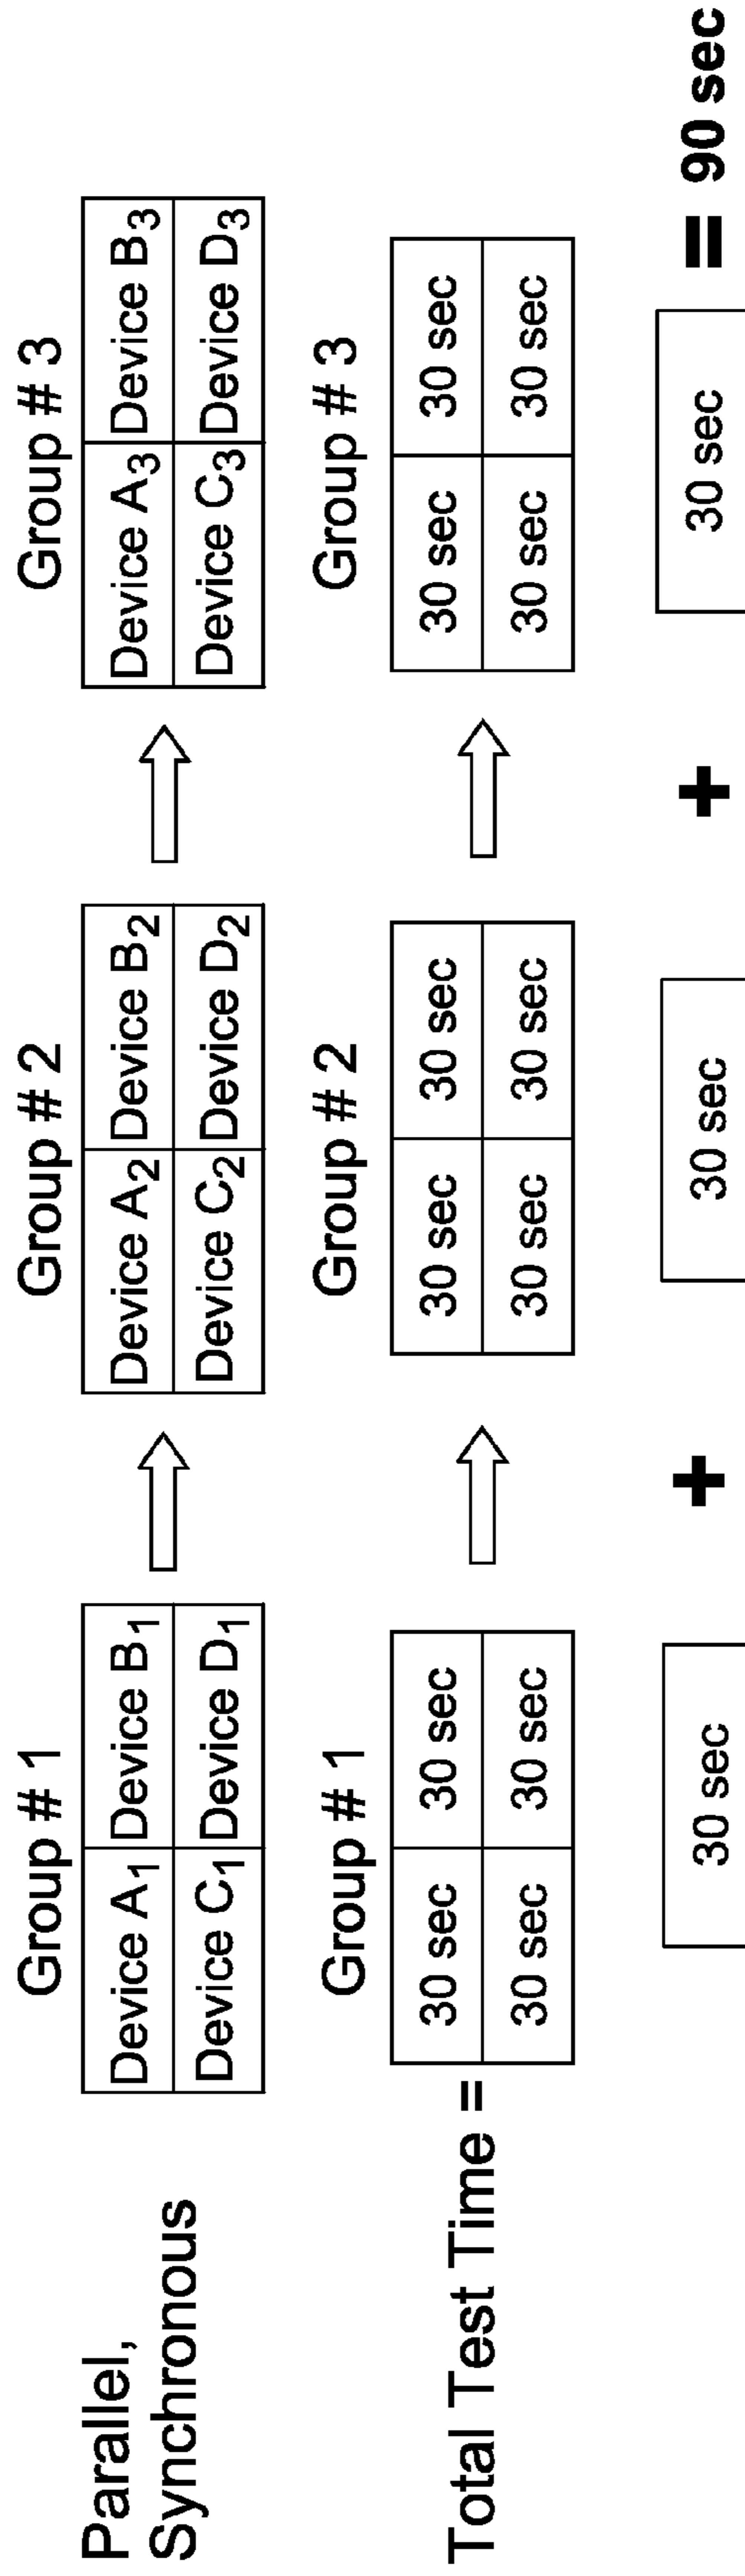 Parallel,
Synchronous
Group # 1
Device A1 Device B1
Device C1 Device D1
Group # 2
Device A2 Device B2
Device C2 Device D2
Group # 3
Device A3 Device B3
Device C3 Device D3
Total Test Time =
Group # 1
30 sec 30 sec
30 sec 30 sec
Group # 2
30 sec 30 sec
30 sec 30 sec
Group # 3
30 sec 30 sec
30 sec 30 sec
30 sec + 30 sec + 30 sec = 90 sec